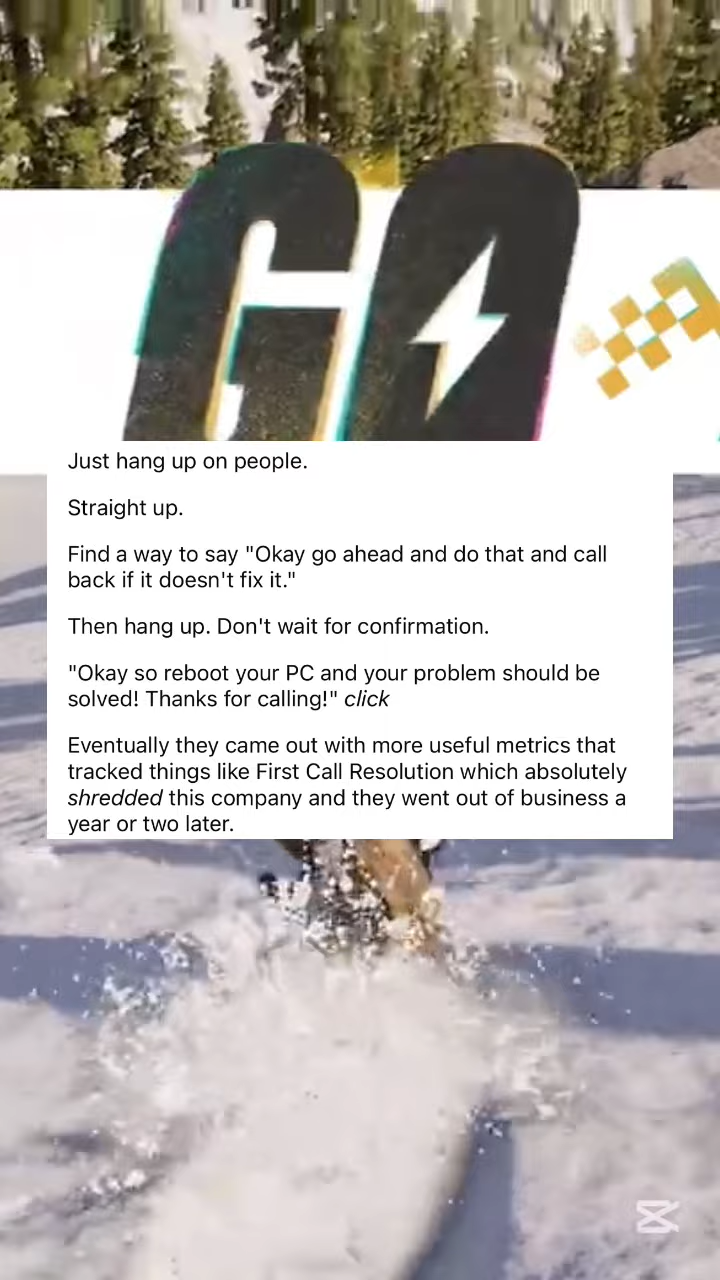 GO
Just hang up on people.
Straight up.
Find a way to say "Okay go ahead and do that and call
back if it doesn't fix it."
Then hang up. Don't wait for confirmation.
"Okay so reboot your PC and your problem should be
solved! Thanks for calling!" click
Eventually they came out with more useful metrics that
tracked things like First Call Resolution which absolutely
shredded this company and they went out of business a
year or two later.